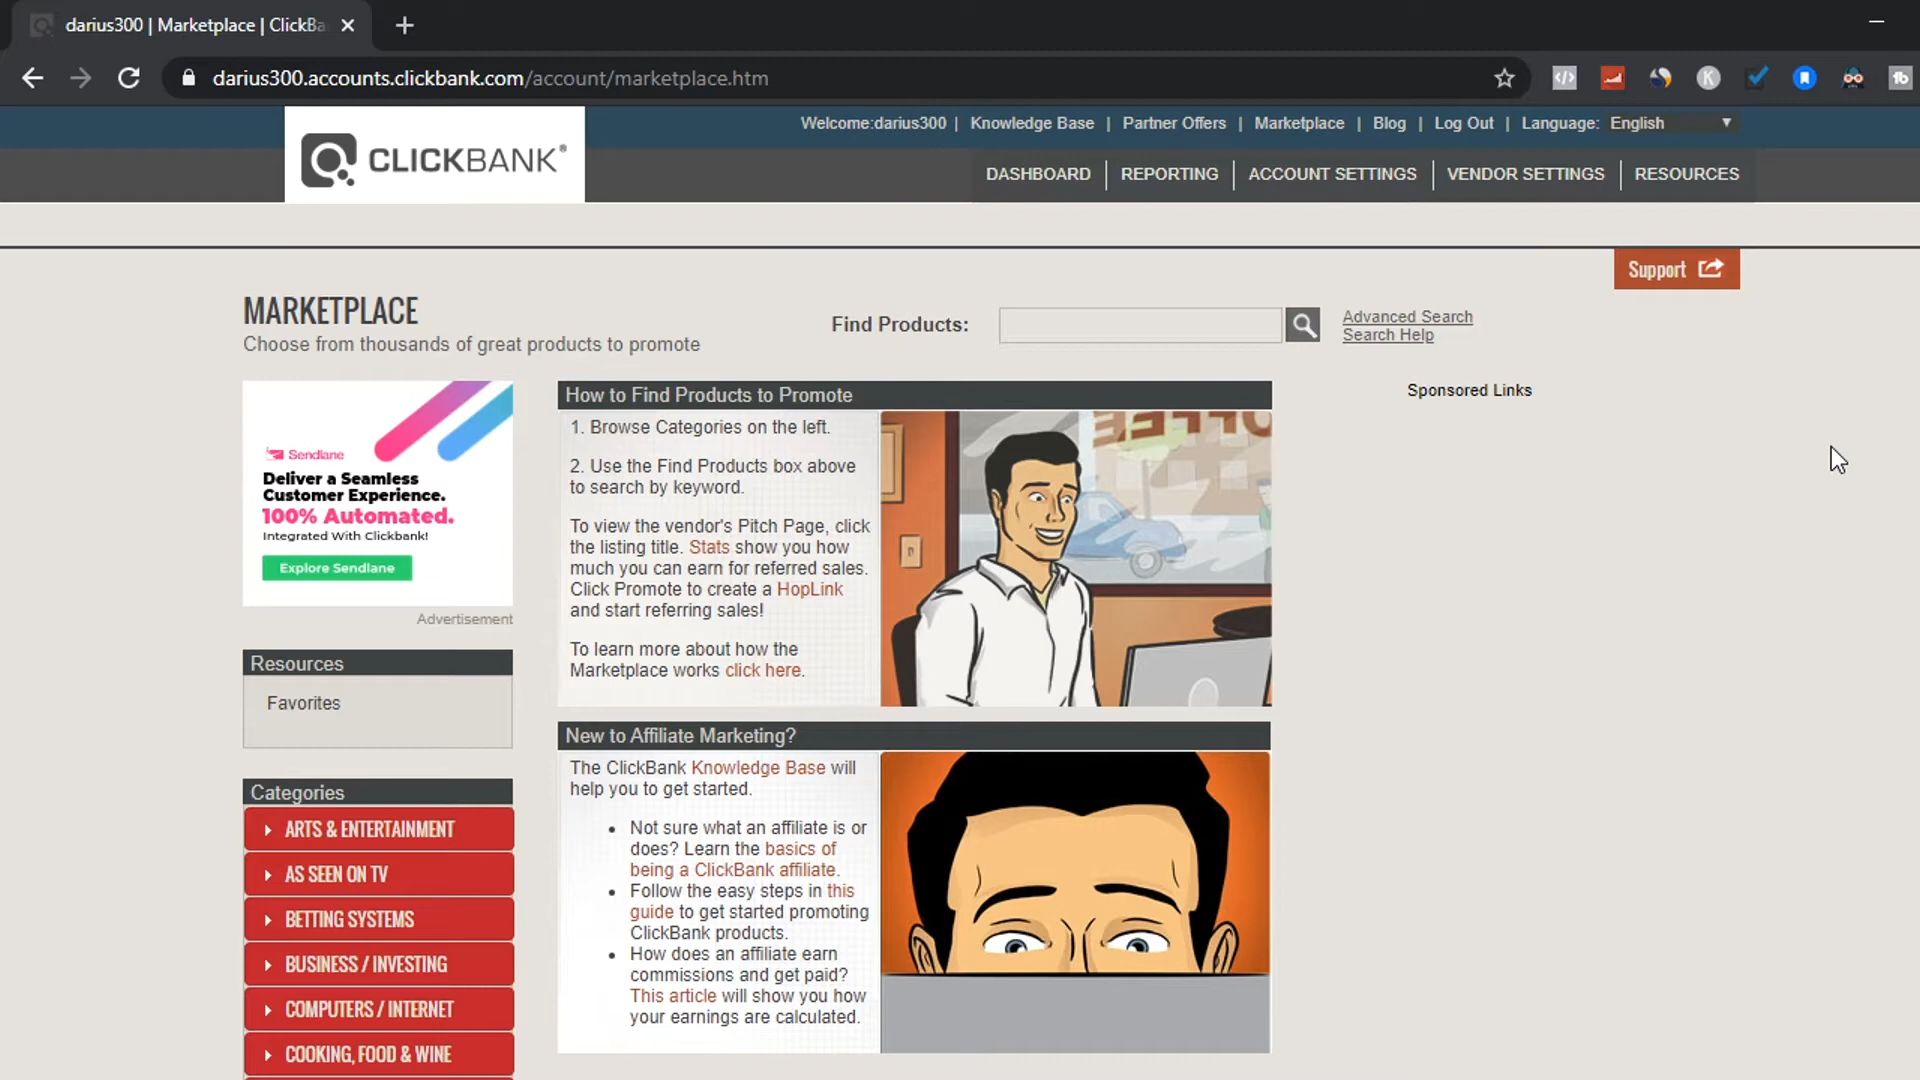 darius300 | Marketplace | ClickBa
darius300.accounts.clickbank.com/account/marketplace.htm
Welcome:darius300 | Knowledge Base | Partner Offers | Marketplace | Blog | Log Out | Language: English
CLICKBANK®
DASHBOARD | REPORTING | ACCOUNT SETTINGS | VENDOR SETTINGS | RESOURCES
Support
MARKETPLACE
Choose from thousands of great products to promote
Find Products:
Advanced Search
Search Help
Sendlane
Deliver a Seamless
Customer Experience.
100% Automated.
Integrated With Clickbank!
Explore Sendlane
Advertisement
Resources
Favorites
Categories
ARTS & ENTERTAINMENT
AS SEEN ON TV
BETTING SYSTEMS
BUSINESS / INVESTING
COMPUTERS / INTERNET
COOKING, FOOD & WINE
How to Find Products to Promote
1. Browse Categories on the left.
2. Use the Find Products box above
to search by keyword.
To view the vendor's Pitch Page, click
the listing title. Stats show you how
much you can earn for referred sales.
Click Promote to create a HopLink
and start referring sales!
To learn more about how the
Marketplace works click here.
New to Affiliate Marketing?
The ClickBank Knowledge Base will
help you to get started.
• Not sure what an affiliate is or
does? Learn the basics of
being a ClickBank affiliate.
• Follow the easy steps in this
guide to get started promoting
ClickBank products.
• How does an affiliate earn
commissions and get paid?
This article will show you how
your earnings are calculated.
Sponsored Links